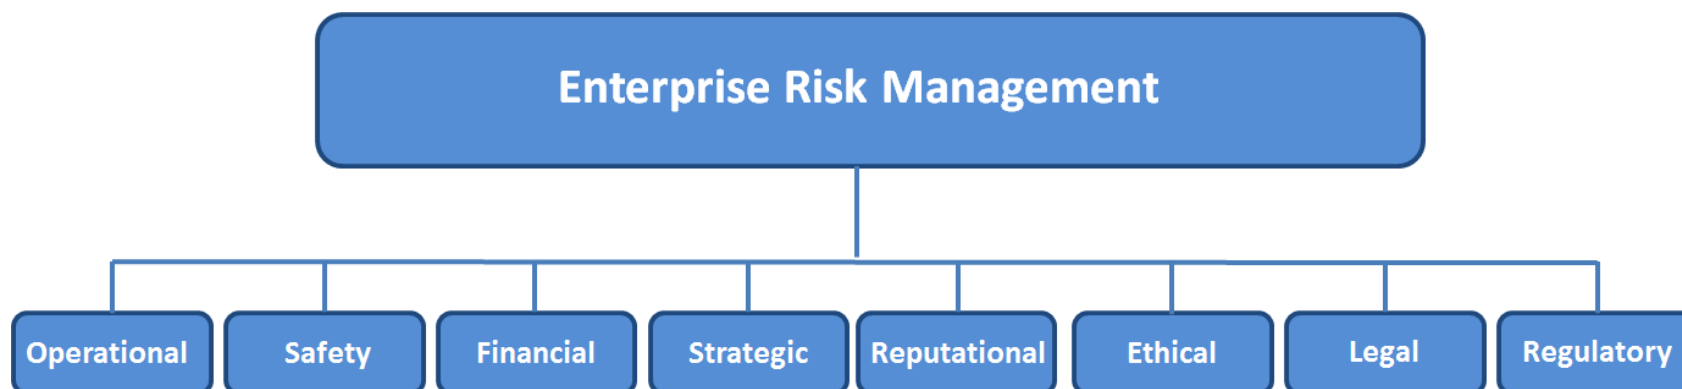 Enterprise Risk Management
Operational
Safety
Financial
Strategic
Reputational
Ethical
Legal
Regulatory